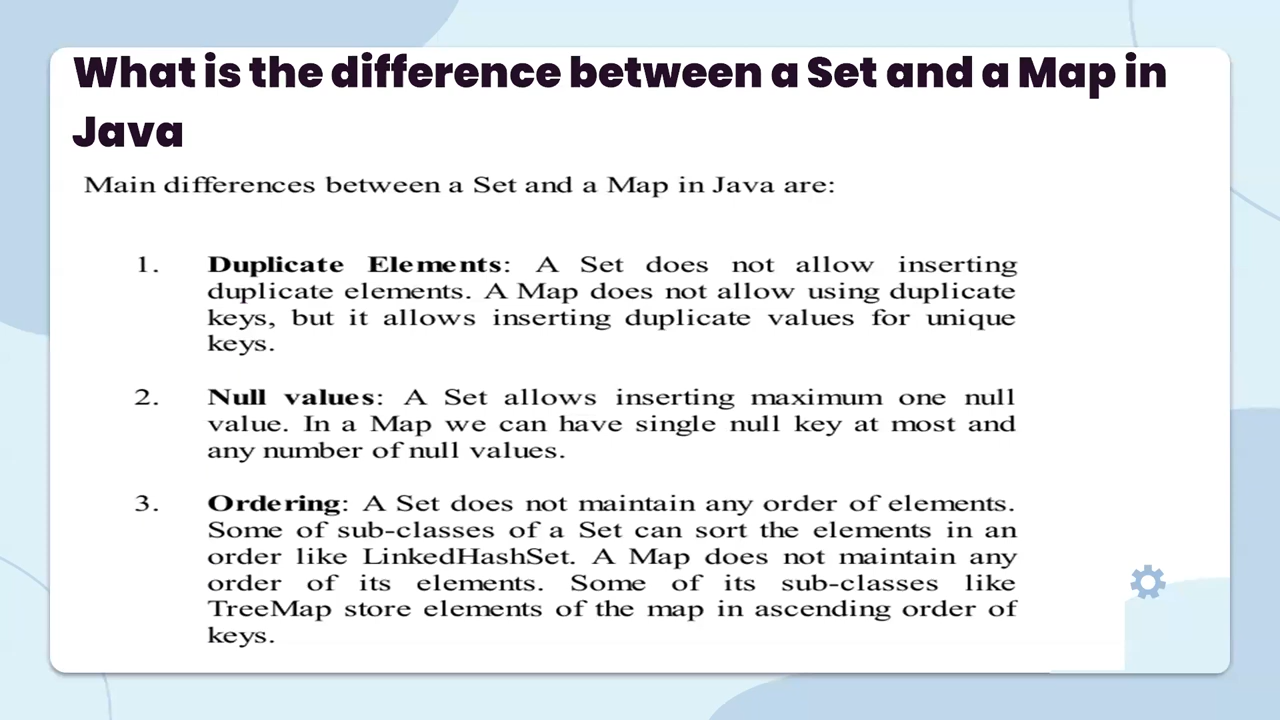 What is the difference between a Set and a Map in
Java
Main differences between a Set and a Map in Java are:
1. Duplicate Elements: A Set does not allow inserting
duplicate elements. A Map does not allow using duplicate
keys, but it allows inserting duplicate values for unique
keys.
2. Null values: A Set allows inserting maximum one null
value. In a Map we can have single null key at most and
any number of null values.
3. Ordering: A Set does not maintain any order of elements.
Some of sub-classes of a Set can sort the elements in an
order like LinkedHashSet. A Map does not maintain any
order of its elements. Some of its sub-classes like
TreeMap store elements of the map in ascending order of
keys.